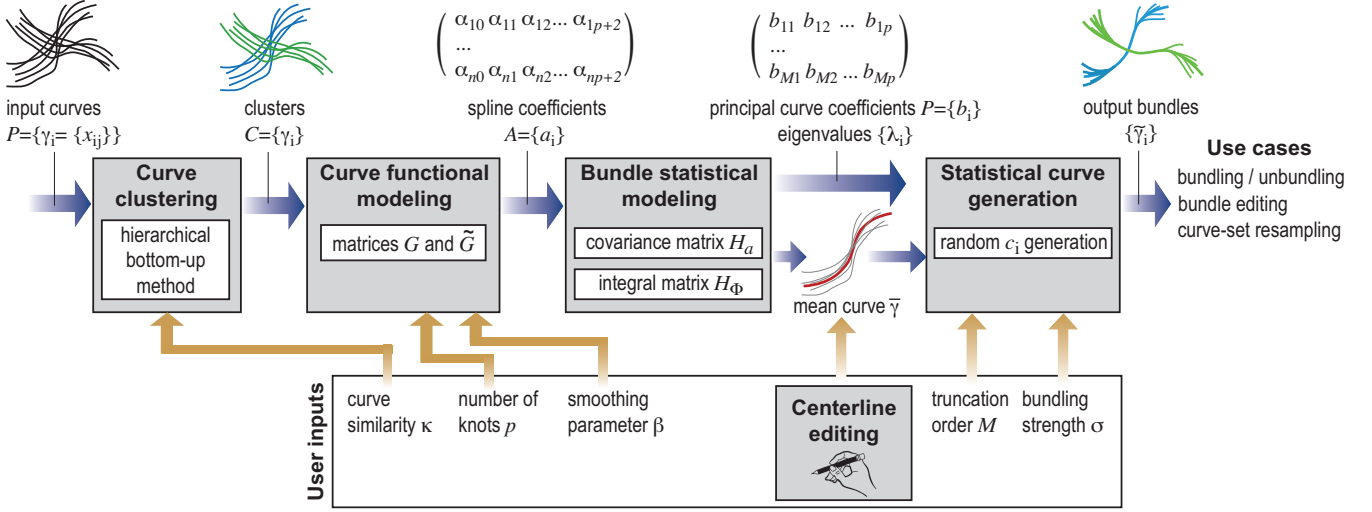 α10 α11 α12... α1p+2
...
αn0 αn1 αn2... αnp+2
b11 b12 ... b1p
...
bM1 bM2 ... bMp
input curves
P={γi= {xij}}
clusters
C={γi}
spline coefficients
A={ai}
principal curve coefficients P={bi}
eigenvalues {λi}
output bundles
{γ̃i}
Curve
clustering
hierarchical
bottom-up
method
Curve functional
modeling
matrices G and G̃
Bundle statistical
modeling
covariance matrix Ha
integral matrix HΦ
mean curve γ̅
Statistical curve
generation
random ci generation
Use cases
bundling / unbundling
bundle editing
curve-set resampling
User inputs
curve
similarity κ
number of
knots p
smoothing
parameter β
Centerline
editing
truncation
order M
bundling
strength σ